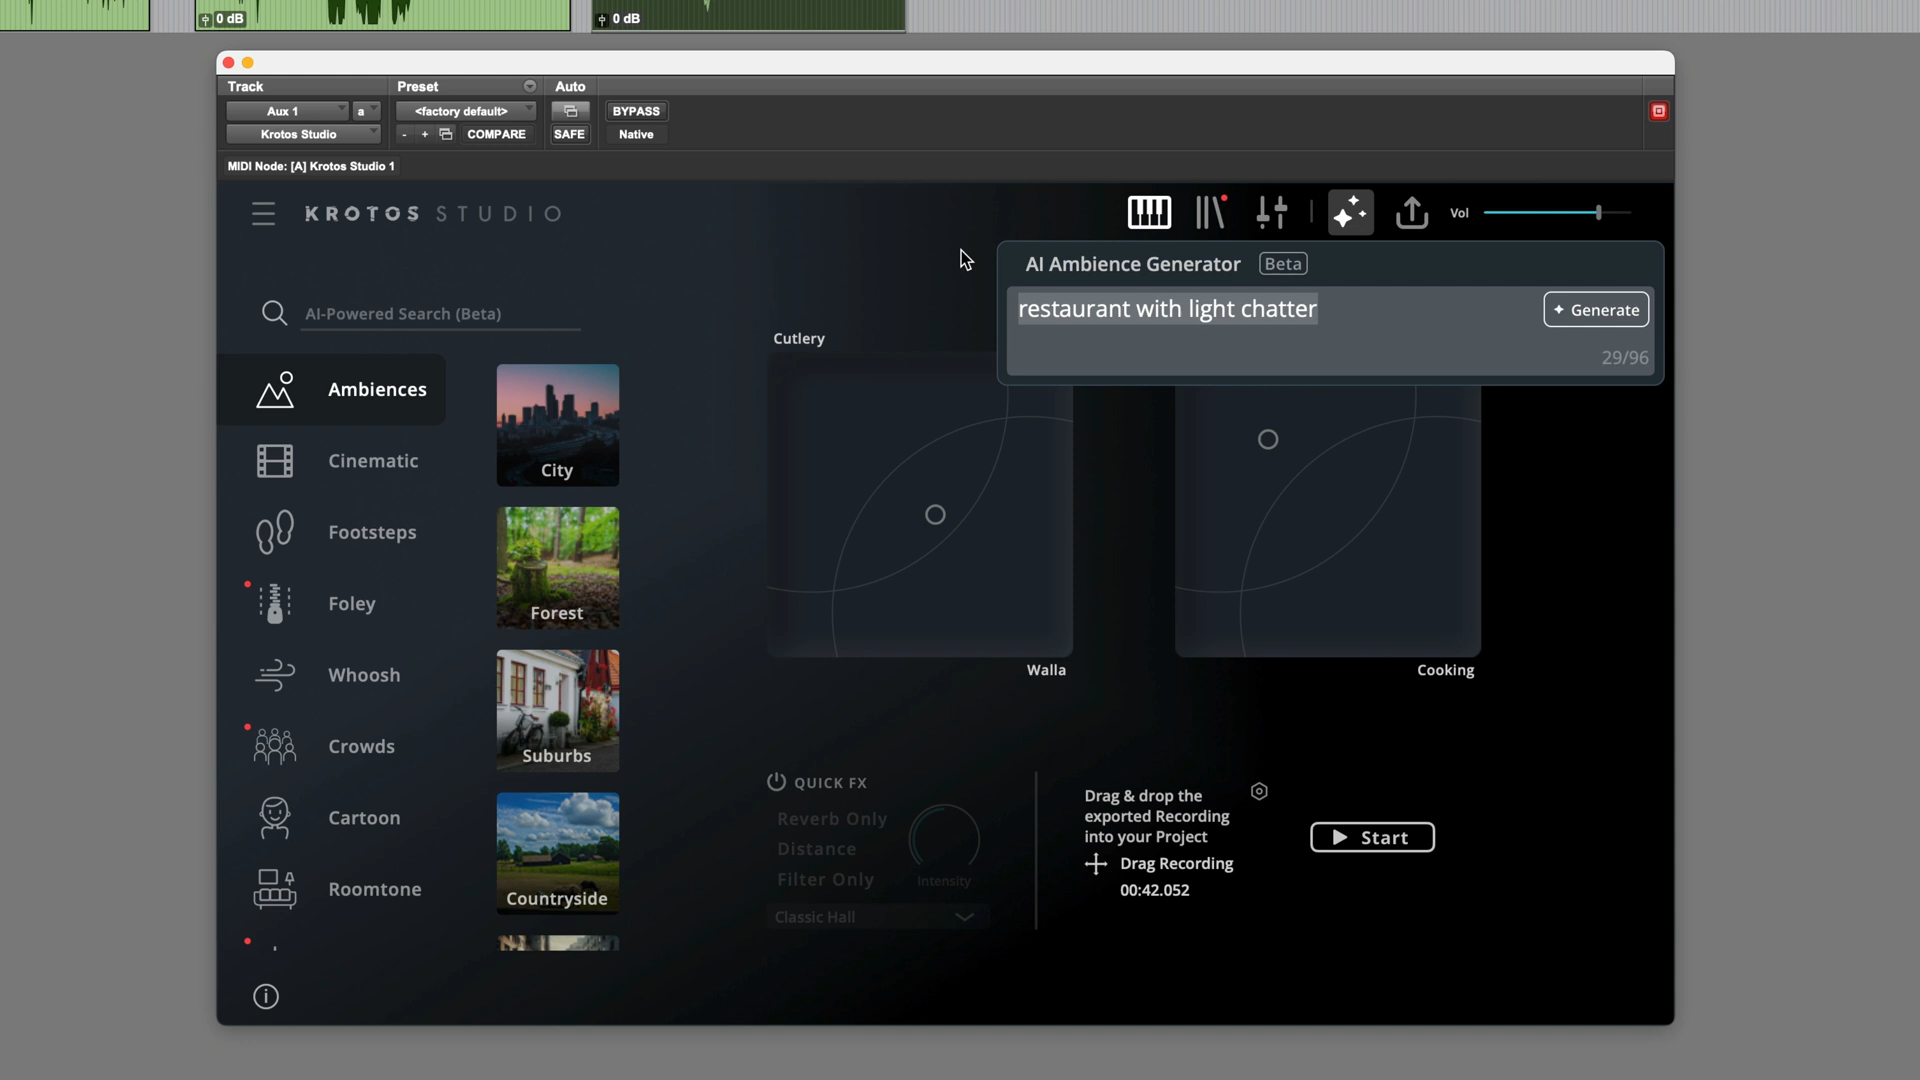 0 dB
0 dB
Track
Preset
Auto
Aux 1
a
<factory default>
BYPASS
Krotos Studio
- + COMPARE
SAFE
Native
MIDI Node: [A] Krotos Studio 1
KROTOS STUDIO
Vol
AI Ambience Generator
Beta
restaurant with light chatter
Generate
29/96
AI-Powered Search (Beta)
Cutlery
Ambiences
Cinematic
Footsteps
Foley
Whoosh
Crowds
Cartoon
Roomtone
City
Forest
Suburbs
Countryside
Walla
Cooking
QUICK FX
Reverb Only
Distance
Filter Only
Intensity
Classic Hall
Drag & drop the
exported Recording
into your Project
Drag Recording
00:42.052
Start